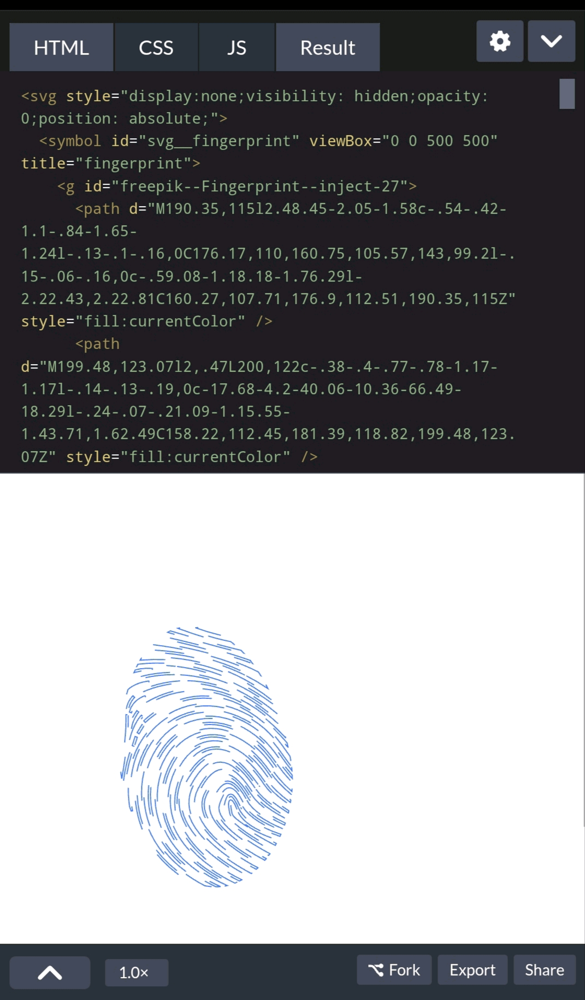 HTML CSS JS Result
<svg style="display:none;visibility: hidden;opacity:
0;position: absolute;">
<symbol id="svg__fingerprint" viewBox="0 0 500 500"
title="fingerprint">
<g id="freepik--Fingerprint--inject-27">
<path d="M190.35,115l2.48.45-2.05-1.58c-.54-.42-
1.1-.84-1.65-
1.24l-.13-.1-.16,0C176.17,110,160.75,105.57,143,99.2l-.
15-.06-.16,0c-.59.08-1.18.18-1.76.29l-
2.22.43,2.22.81C160.27,107.71,176.9,112.51,190.35,115Z"
style="fill:currentColor" />
<path
d="M199.48,123.07l2,.47L200,122c-.38-.4-.77-.78-1.17-
1.17l-.14-.13-.19,0c-17.68-4.2-40.06-10.36-66.49-
18.29l-.24-.07-.21.09-1.15.55-
1.43.71,1.62.49C158.22,112.45,181.39,118.82,199.48,123.
07Z" style="fill:currentColor" />
1.0× Fork Export Share